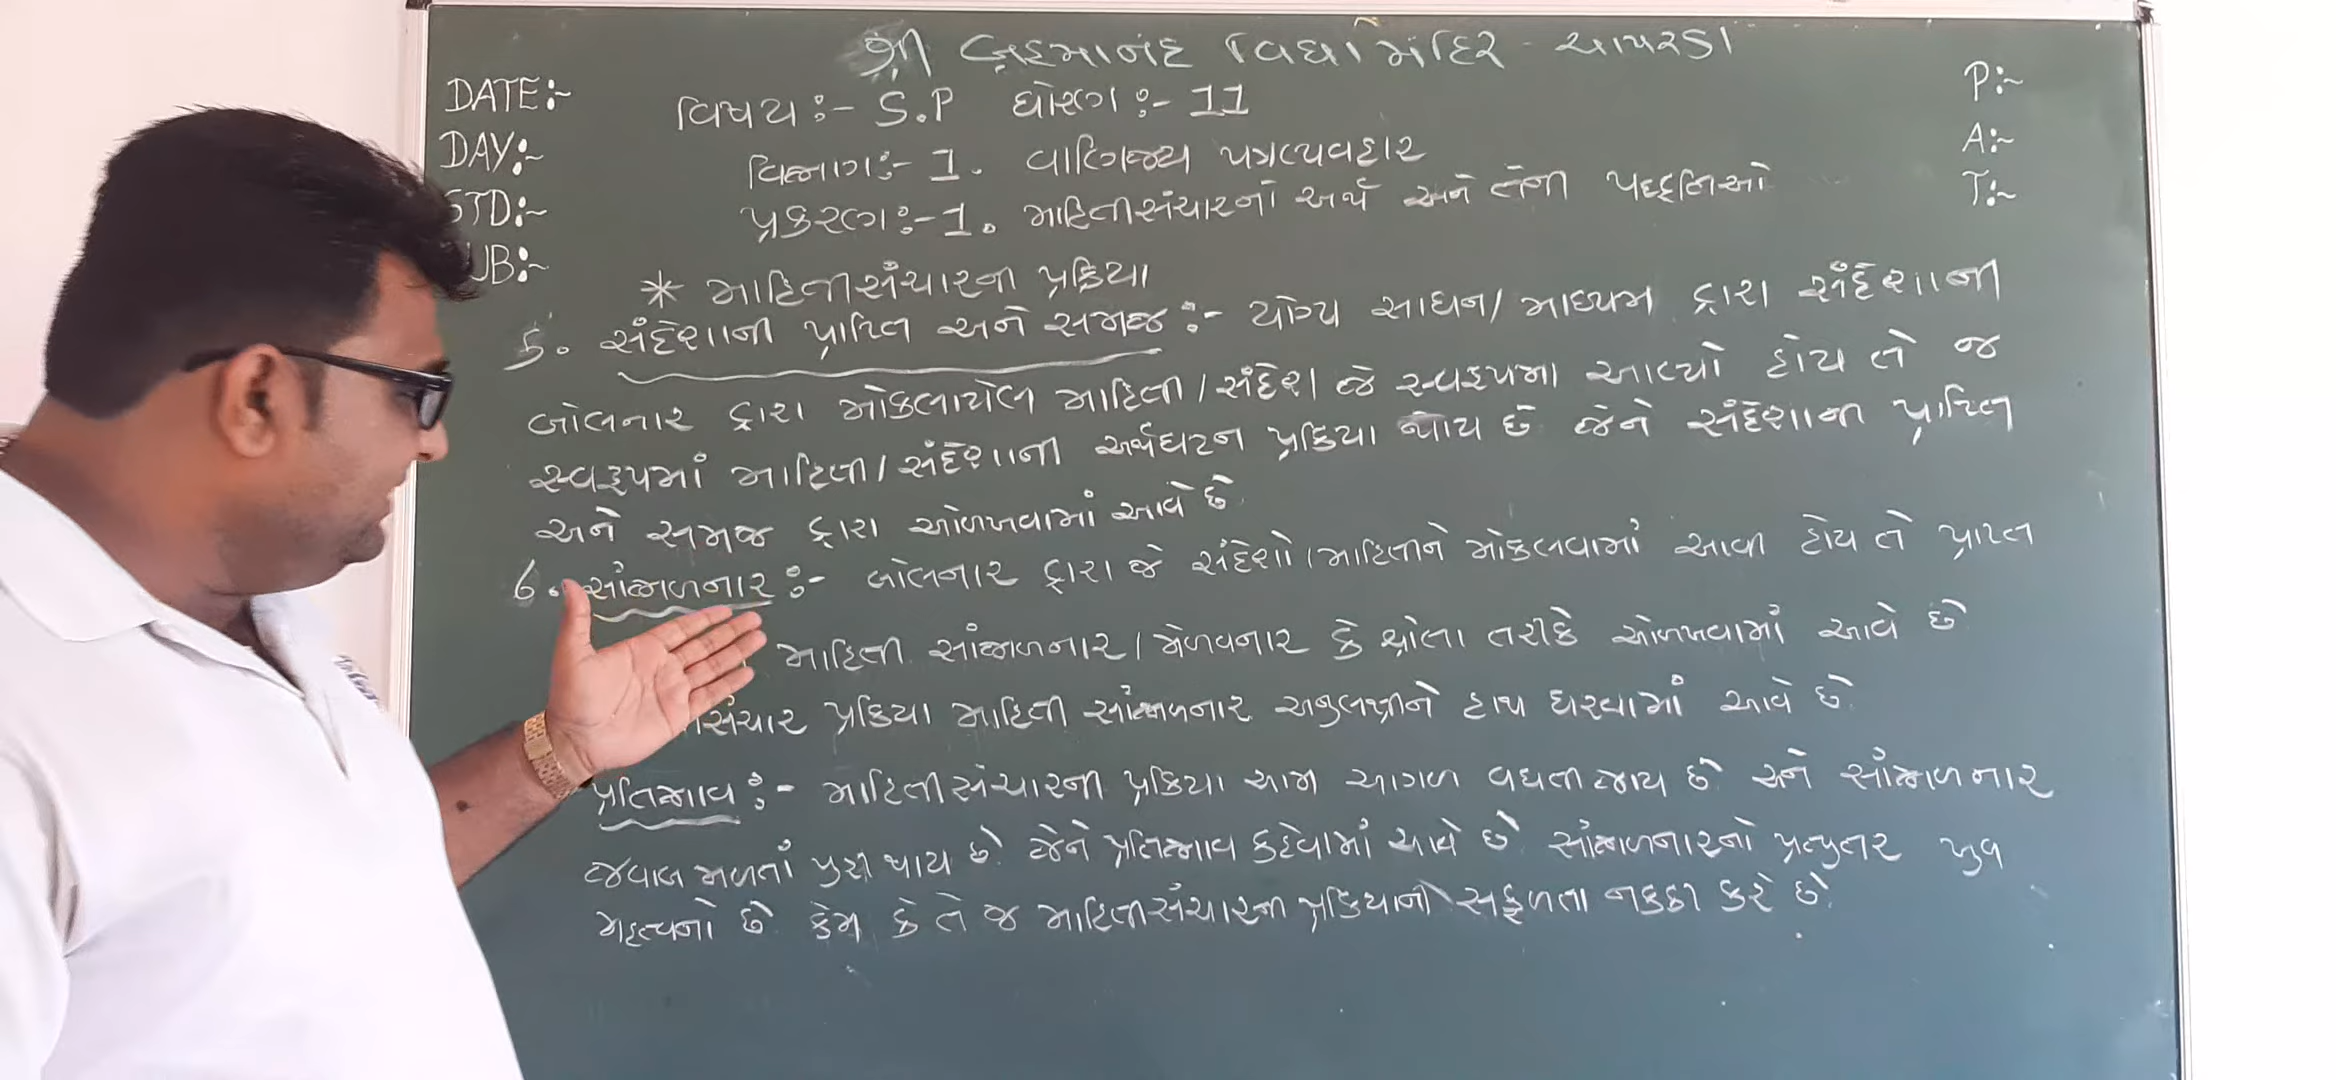 શ્રી બ્રહ્માનંદ વિદ્યામંદિર - ચાપરડા
DATE:-
DAY:-
STD:-
UB:-
P:-
A:-
T:-
વિષય :- S.P ધોરણ :- 11
વિભાગ :- 1. વાણિજ્ય પત્રવ્યવહાર
પ્રકરણ :- 1. માહિતીસંચારનો અર્થ અને તેની પદ્ધતિઓ
* માહિતીસંચારની પ્રક્રિયા
5. સંદેશાની પ્રાપ્તિ અને સમજ :- યોગ્ય સાધન/માધ્યમ દ્વારા સંદેશાની
બોલનાર દ્વારા મોકલાયેલ માહિતી/સંદેશ જે સ્વરૂપમાં આવ્યો હોય તે જ
સ્વરૂપમાં માહિતી/સંદેશાની અર્થઘટન પ્રક્રિયા થાય છે જેને સંદેશાની પ્રાપ્તિ
અને સમજ દ્વારા ઓળખવામાં આવે છે.
6. સાંભળનાર :- બોલનાર દ્વારા જે સંદેશો/માહિતીને મોકલવામાં આવી હોય તે પ્રાપ્ત
માહિતી સાંભળનાર/મેળવનાર કે શ્રોતા તરીકે ઓળખવામાં આવે છે
સંચાર પ્રક્રિયા માહિતી સાંભળનાર અનુલક્ષીને હાથ ધરવામાં આવે છે.
પ્રતિભાવ :- માહિતીસંચારની પ્રક્રિયા આમ આગળ વધતી જાય છે અને સાંભળનાર
જવાબ મળતાં પુરી થાય છે. જેને પ્રતિભાવ કહેવામાં આવે છે સાંભળનારનો પ્રત્યુતર ખુબ
મહત્વનો છે કેમ કે તે જ માહિતીસંચારની પ્રક્રિયાની સફળતા નક્કી કરે છે.